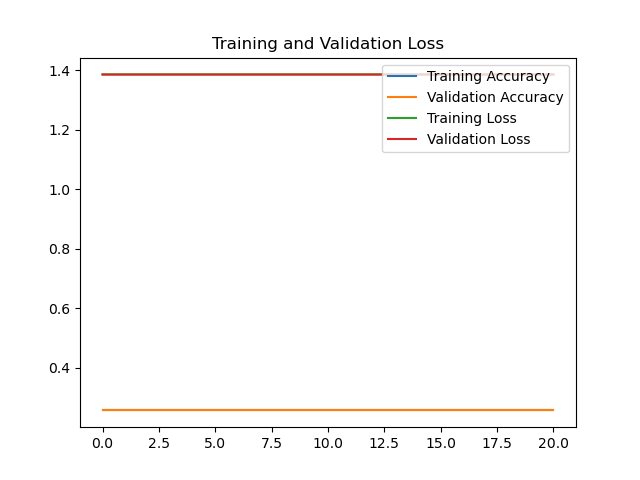 Training and Validation Loss
1.4
1.2
1.0
0.8
0.6
0.4
Training Accuracy
Validation Accuracy
Training Loss
Validation Loss
0.0 2.5 5.0 7.5 10.0 12.5 15.0 17.5 20.0